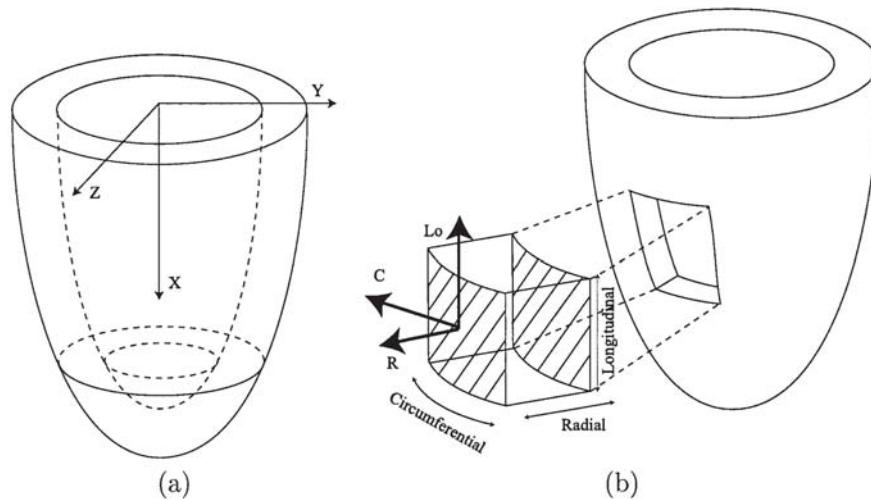 Y
Z
X
Lo
C
R
Longitudinal
Circumferential
Radial
(a)
(b)